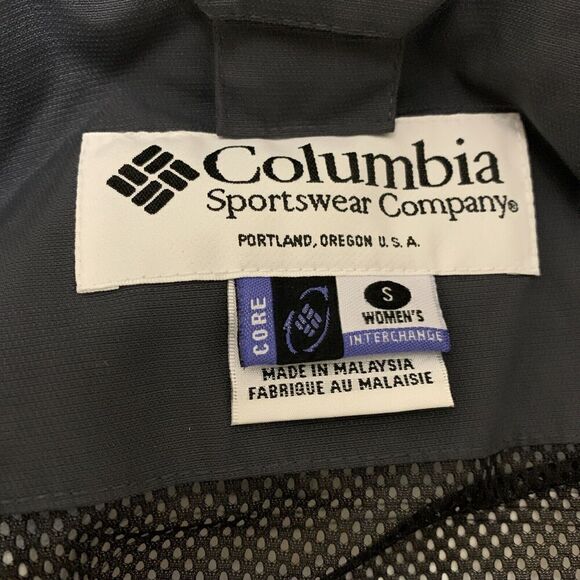 Columbia
Sportswear Company®
PORTLAND, OREGON U.S.A.
CORE
S
WOMEN'S
INTERCHANGE
MADE IN MALAYSIA
FABRIQUE AU MALAISIE